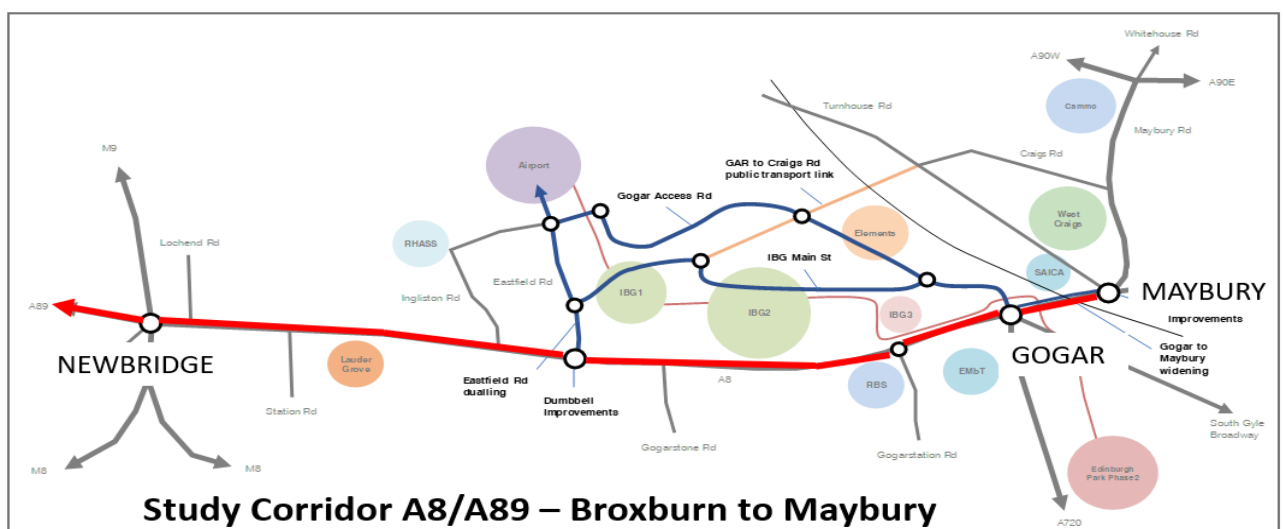 Whitehouse Rd
A90W
A90E
Cammo
Turnhouse Rd
Maybury Rd
M9
Airport
GAR to Craigs Rd
public transport link
Craigs Rd
Gogar Access Rd
West
Craigs
Lochend Rd
RHASS
Elements
Eastfield Rd
IBG Main St
SAICA
IBG1
Ingliston Rd
MAYBURY
A89
IBG2
IBG3
Improvements
NEWBRIDGE
GOGAR
Gogar to
Maybury
widening
Lauder
Grove
EMbT
Eastfield Rd
dualling
A8
RBS
Dumbbell
Improvements
Station Rd
South Gyle
Broadway
Gogarstone Rd
Gogarstation Rd
M8
M8
Edinburgh
Park Phase2
Study Corridor A8/A89 – Broxburn to Maybury
A720